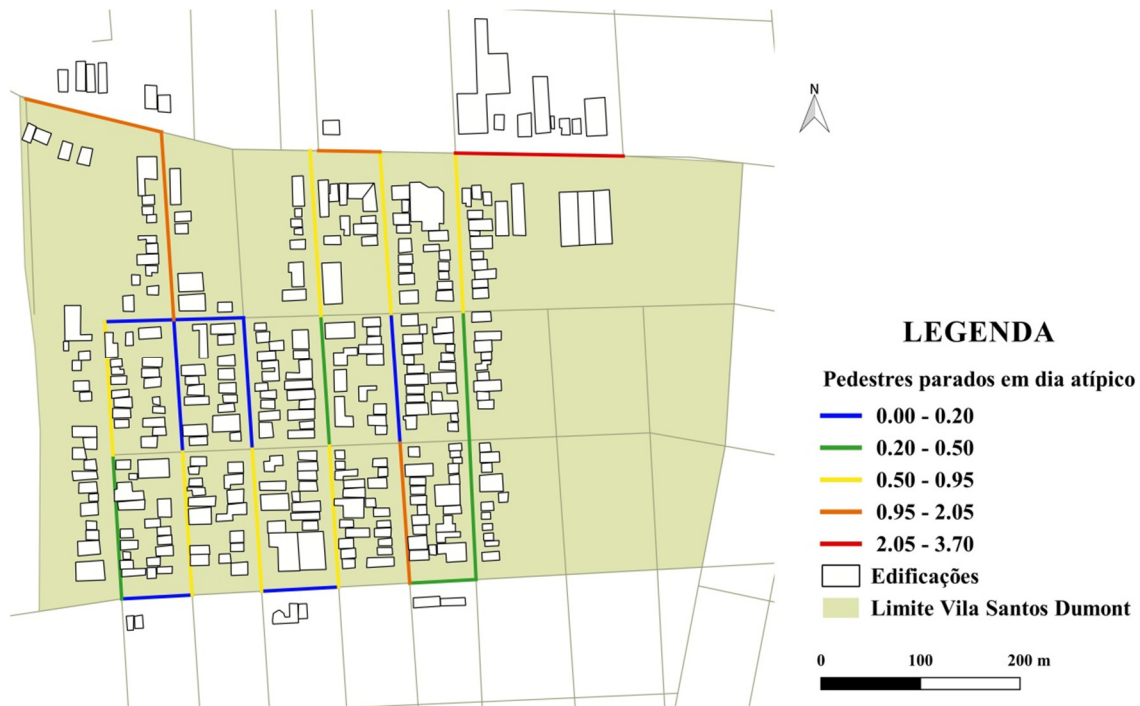 N
LEGENDA
Pedestres parados em dia atípico
0.00 - 0.20
0.20 - 0.50
0.50 - 0.95
0.95 - 2.05
2.05 - 3.70
Edificações
Limite Vila Santos Dumont
0 100 200 m